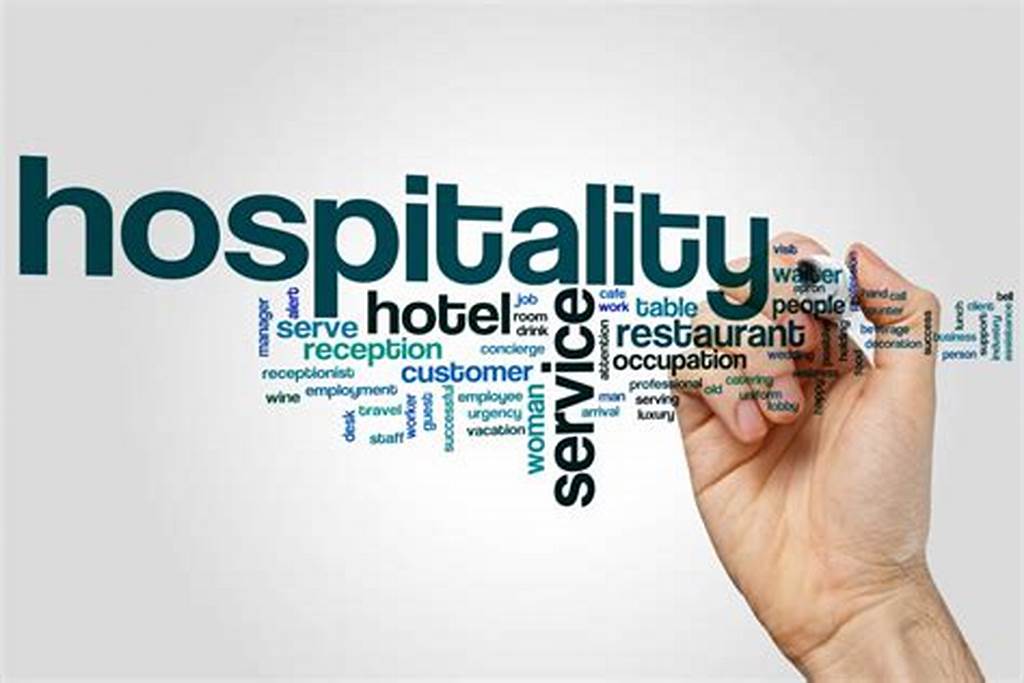 hospitality
visit
waiter
apron
people
hand
call
bell
alert
manager
hotel
job
cafe
work
table
room
drink
serve
restaurant
reception
concierge
service
attention
occupation
beverage
decoration
success
business
lunch
client
support
industry
assistance
person
receptionist
customer
professional
old
catering
wine
employment
employee
man
serving
uniform
lobby
desk
travel
worker
guest
successful
urgency
arrival
luxury
staff
vacation
woman
happy
holding
food